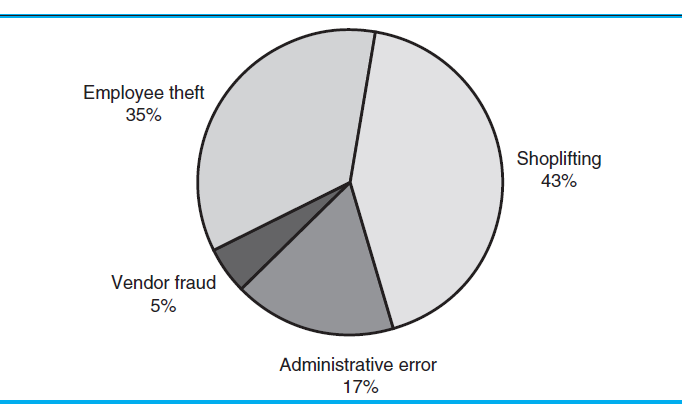 Employee theft
35%
Shoplifting
43%
Vendor fraud
5%
Administrative error
17%